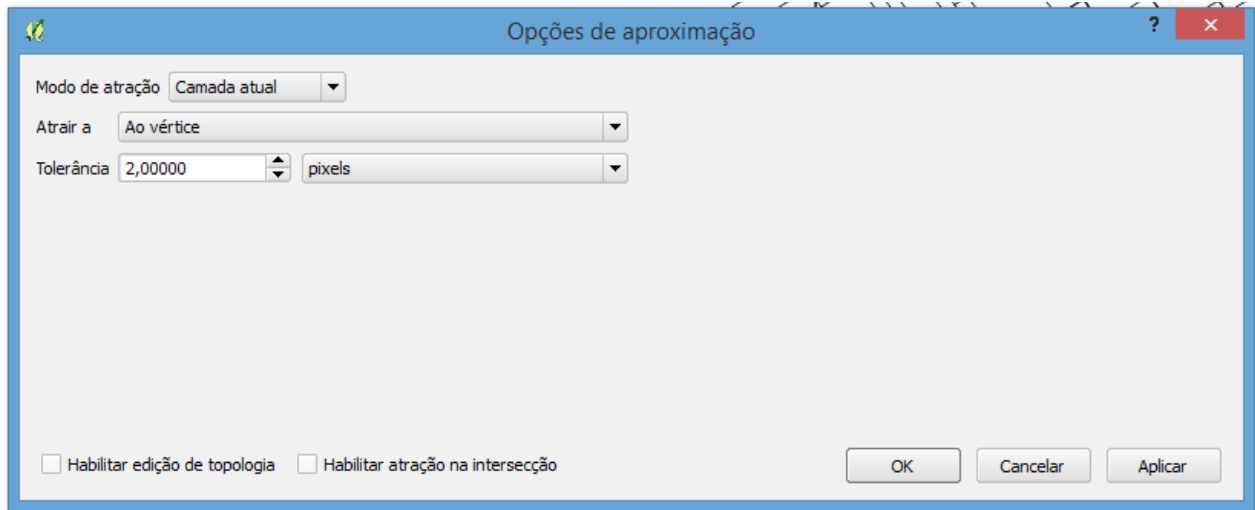 Opções de aproximação ?
Modo de atração Camada atual
Atrair a Ao vértice
Tolerância 2,00000 pixels
Habilitar edição de topologia Habilitar atração na intersecção OK Cancelar Aplicar